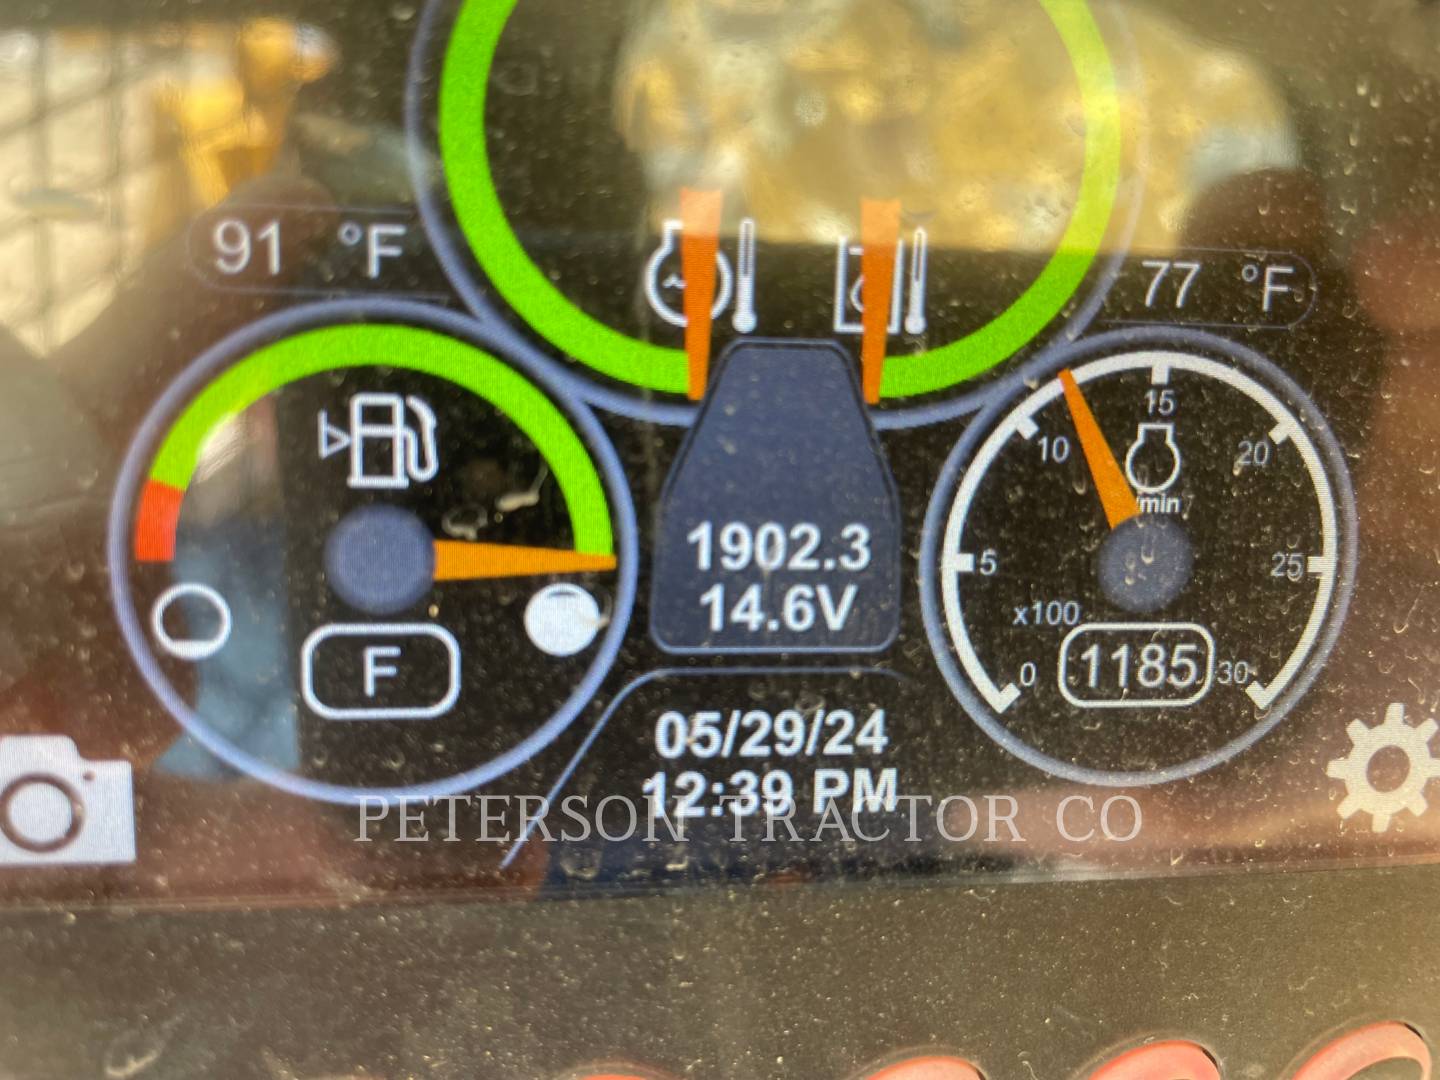 91 °F
77 °F
15
10
20
/min
5
25
1902.3
14.6V
x100
0
1185
30
F
05/29/24
12:39 PM
PETERSON TRACTOR CO